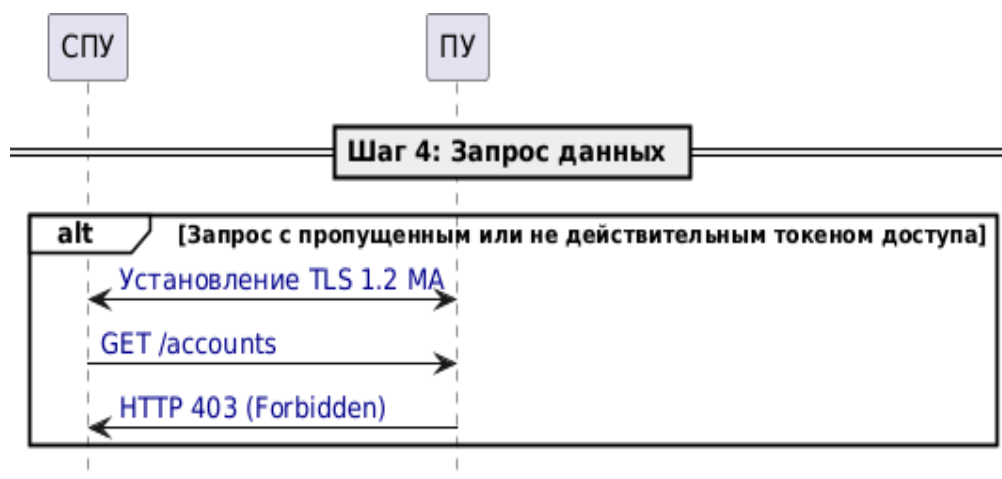 СПУ
ПУ
Шаг 4: Запрос данных
alt
[Запрос с пропущенным или не действительным токеном доступа]
Установление TLS 1.2 MA
GET /accounts
HTTP 403 (Forbidden)